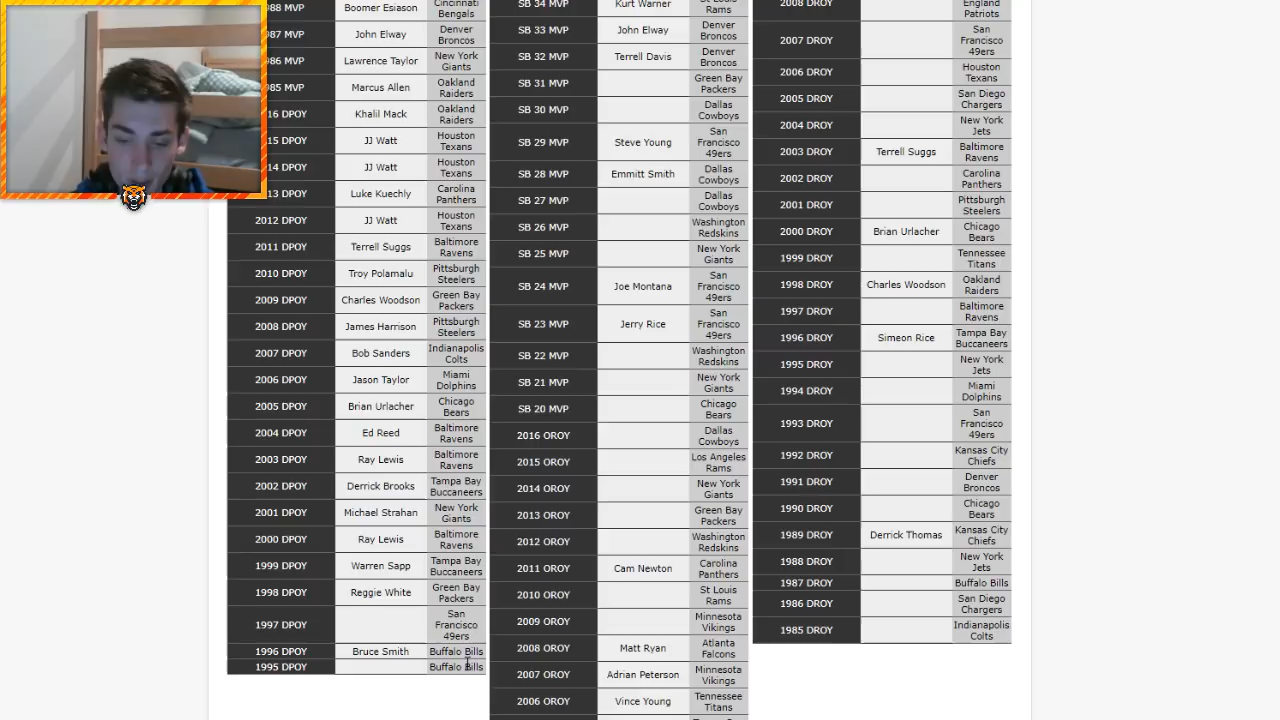 988 MVP Boomer Esiason Cincinnati Bengals
987 MVP John Elway Denver Broncos
986 MVP Lawrence Taylor New York Giants
985 MVP Marcus Allen Oakland Raiders
016 DPOY Khalil Mack Oakland Raiders
015 DPOY JJ Watt Houston Texans
014 DPOY JJ Watt Houston Texans
013 DPOY Luke Kuechly Carolina Panthers
2012 DPOY JJ Watt Houston Texans
2011 DPOY Terrell Suggs Baltimore Ravens
2010 DPOY Troy Polamalu Pittsburgh Steelers
2009 DPOY Charles Woodson Green Bay Packers
2008 DPOY James Harrison Pittsburgh Steelers
2007 DPOY Bob Sanders Indianapolis Colts
2006 DPOY Jason Taylor Miami Dolphins
2005 DPOY Brian Urlacher Chicago Bears
2004 DPOY Ed Reed Baltimore Ravens
2003 DPOY Ray Lewis Baltimore Ravens
2002 DPOY Derrick Brooks Tampa Bay Buccaneers
2001 DPOY Michael Strahan New York Giants
2000 DPOY Ray Lewis Baltimore Ravens
1999 DPOY Warren Sapp Tampa Bay Buccaneers
1998 DPOY Reggie White Green Bay Packers
1997 DPOY San Francisco 49ers
1996 DPOY Bruce Smith Buffalo Bills
1995 DPOY Buffalo Bills
SB 34 MVP Kurt Warner St Louis Rams
SB 33 MVP John Elway Denver Broncos
SB 32 MVP Terrell Davis Denver Broncos
SB 31 MVP Green Bay Packers
SB 30 MVP Dallas Cowboys
SB 29 MVP Steve Young San Francisco 49ers
SB 28 MVP Emmitt Smith Dallas Cowboys
SB 27 MVP Dallas Cowboys
SB 26 MVP Washington Redskins
SB 25 MVP New York Giants
SB 24 MVP Joe Montana San Francisco 49ers
SB 23 MVP Jerry Rice San Francisco 49ers
SB 22 MVP Washington Redskins
SB 21 MVP New York Giants
SB 20 MVP Chicago Bears
2016 OROY Dallas Cowboys
2015 OROY Los Angeles Rams
2014 OROY New York Giants
2013 OROY Green Bay Packers
2012 OROY Washington Redskins
2011 OROY Cam Newton Carolina Panthers
2010 OROY St Louis Rams
2009 OROY Minnesota Vikings
2008 OROY Matt Ryan Atlanta Falcons
2007 OROY Adrian Peterson Minnesota Vikings
2006 OROY Vince Young Tennessee Titans
2008 DROY England Patriots
2007 DROY San Francisco 49ers
2006 DROY Houston Texans
2005 DROY San Diego Chargers
2004 DROY New York Jets
2003 DROY Terrell Suggs Baltimore Ravens
2002 DROY Carolina Panthers
2001 DROY Pittsburgh Steelers
2000 DROY Brian Urlacher Chicago Bears
1999 DROY Tennessee Titans
1998 DROY Charles Woodson Oakland Raiders
1997 DROY Baltimore Ravens
1996 DROY Simeon Rice Tampa Bay Buccaneers
1995 DROY New York Jets
1994 DROY Miami Dolphins
1993 DROY San Francisco 49ers
1992 DROY Kansas City Chiefs
1991 DROY Denver Broncos
1990 DROY Chicago Bears
1989 DROY Derrick Thomas Kansas City Chiefs
1988 DROY New York Jets
1987 DROY Buffalo Bills
1986 DROY San Diego Chargers
1985 DROY Indianapolis Colts